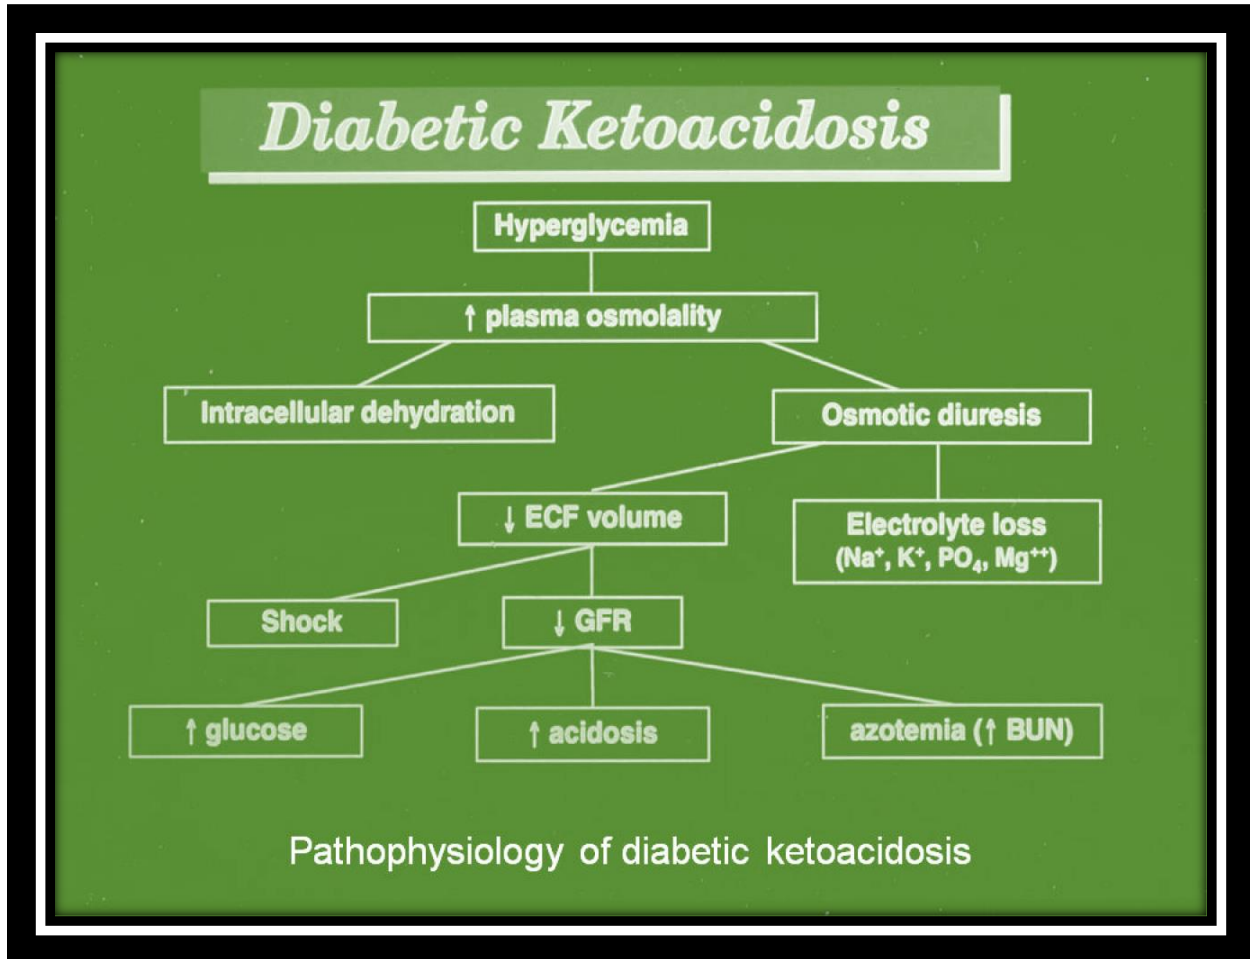 Diabetic Ketoacidosis
Hyperglycemia
↑ plasma osmolality
Intracellular dehydration
Osmotic diuresis
↓ ECF volume
Electrolyte loss
(Na⁺, K⁺, PO₄, Mg⁺⁺)
Shock
↓ GFR
↑ glucose
↑ acidosis
azotemia (↑ BUN)
Pathophysiology of diabetic ketoacidosis